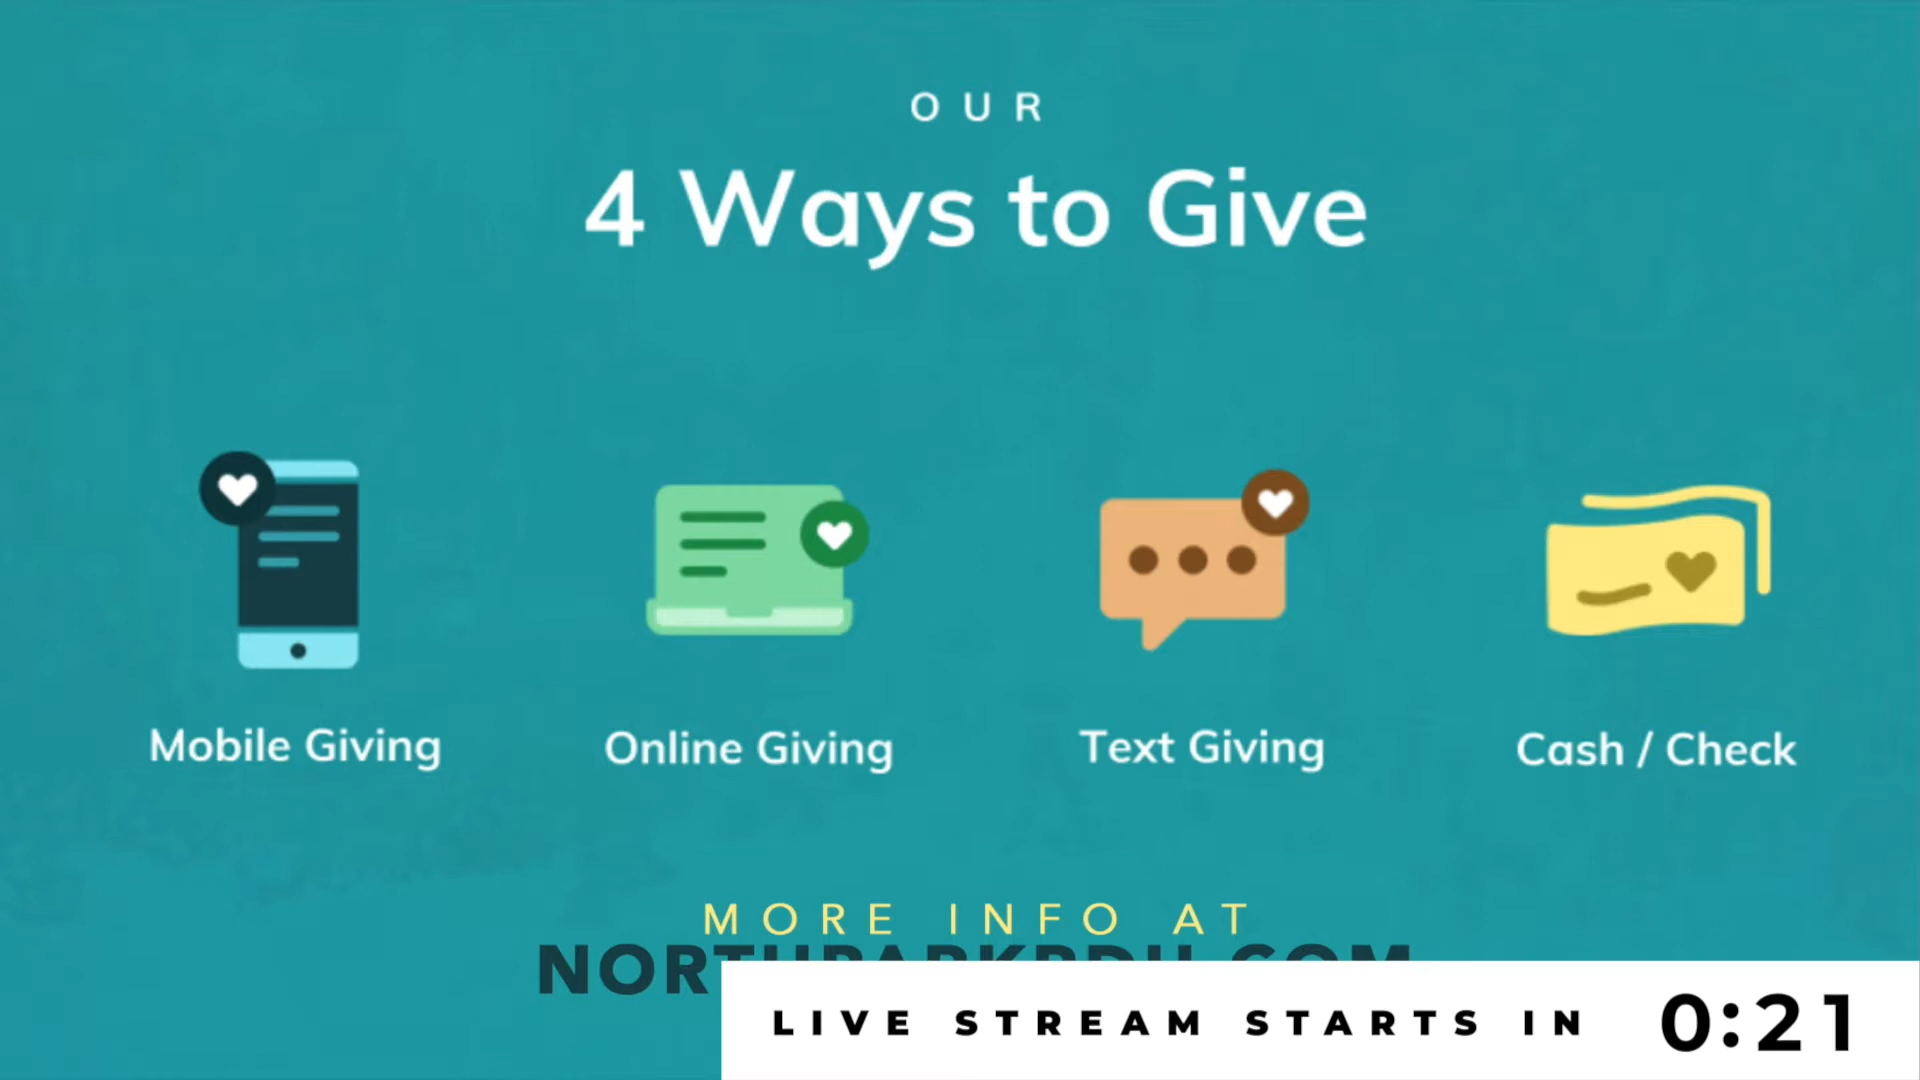 OUR
4 Ways to Give
Mobile Giving
Online Giving
Text Giving
Cash / Check
MORE INFO AT
LIVE STREAM STARTS IN 0:21